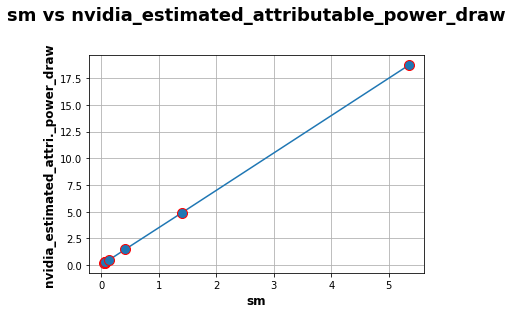 sm vs nvidia_estimated_attributable_power_draw
nvidia_estimated_attri._power_draw
17.5
15.0
12.5
10.0
7.5
5.0
2.5
0.0
0 1 2 3 4 5
sm